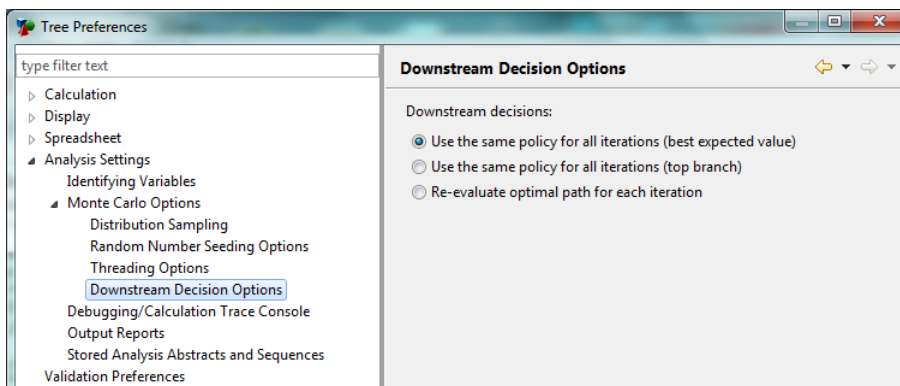 Tree Preferences
type filter text
Calculation
Display
Spreadsheet
Analysis Settings
Identifying Variables
Monte Carlo Options
Distribution Sampling
Random Number Seeding Options
Threading Options
Downstream Decision Options
Debugging/Calculation Trace Console
Output Reports
Stored Analysis Abstracts and Sequences
Validation Preferences
Downstream Decision Options
Downstream decisions:
Use the same policy for all iterations (best expected value)
Use the same policy for all iterations (top branch)
Re-evaluate optimal path for each iteration